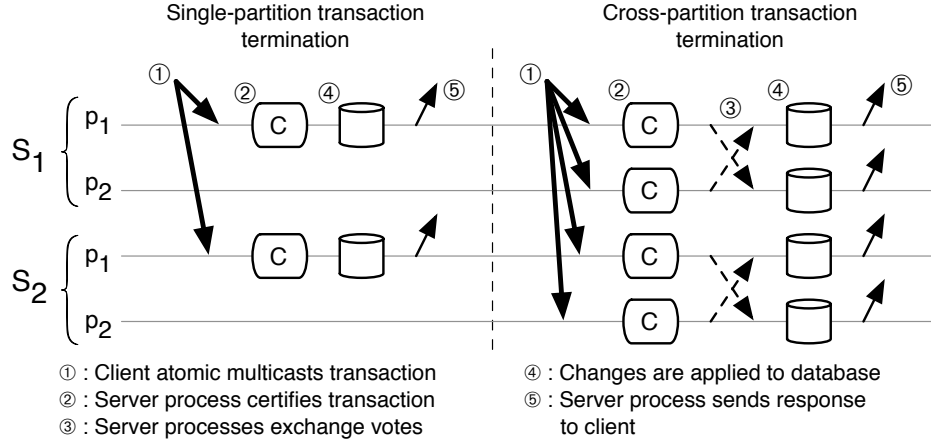 Single-partition transaction
termination
Cross-partition transaction
termination
① ② ④ ⑤
① ② ③ ④ ⑤
S1 p1 C C
p2 C
S2 p1 C C
p2 C
① : Client atomic multicasts transaction
② : Server process certifies transaction
③ : Server processes exchange votes
④ : Changes are applied to database
⑤ : Server process sends response
to client